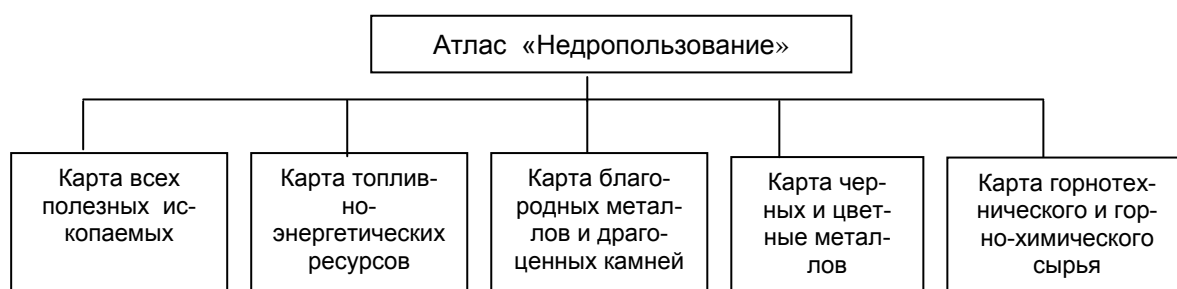 Атлас «Недропользование»
Карта всех
полезных ис-
копаемых
Карта топлив-
но-
энергетических
ресурсов
Карта благо-
родных метал-
лов и драго-
ценных камней
Карта чер-
ных и цвет-
ные метал-
лов
Карта горнотех-
нического и гор-
но-химического
сырья